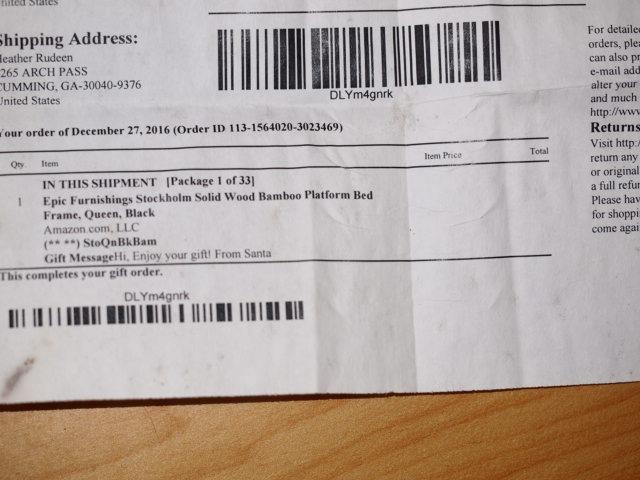 United States
Shipping Address:
Heather Rudeen
265 ARCH PASS
CUMMING, GA-30040-9376
United States
DLYm4gnrk
Your order of December 27, 2016 (Order ID 113-1564020-3023469)
Qty. Item Item Price Total
IN THIS SHIPMENT [Package 1 of 33]
1 Epic Furnishings Stockholm Solid Wood Bamboo Platform Bed
Frame, Queen, Black
Amazon.com, LLC
(** **) StoQnBkBam
Gift MessageHi, Enjoy your gift! From Santa
This completes your gift order.
DLYm4gnrk
For detailed
orders, plea
can also pr
e-mail add
alter your
and much
http://www
Returns
Visit http:/
return any
or original
a full refu
Please hav
for shoppi
come agai